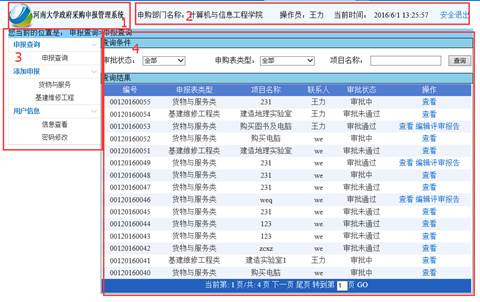 河南大学政府采购申报管理系统 1
申购部门名称：计算机与信息工程学院 操作员：王力 当前时间： 2016/6/1 13:25:57 安全退出
2
您当前的位置是： 申报查询>申报查询
3
申报查询
申报查询
添加申报
货物与服务
基建维修工程
用户信息
信息查看
密码修改
4
查询条件
审批状态： 全部 申购表类型： 全部 项目名称： 查询
查询结果
编号 申报表类型 项目名称 联系人 审批状态 操作
00120160055 货物与服务类 231 王力 审批中 查看
00120160054 基建维修工程类 建造地理实验室 王力 审批未通过 查看
00120160053 货物与服务类 购买图书及电脑 王力 审批通过 查看 编辑评审报告
00120160052 货物与服务类 购买电脑 we 审批中 查看
00120160051 基建维修工程类 建造地理实验室 we 审批未通过 查看
00120160049 货物与服务类 231 we 审批通过 查看 编辑评审报告
00120160048 货物与服务类 231 we 审批中 查看
00120160047 货物与服务类 231 we 审批未通过 查看
00120160046 货物与服务类 weq we 审批通过 查看 编辑评审报告
00120160045 货物与服务类 231 we 审批未通过 查看
00120160044 货物与服务类 123 we 审批未通过 查看
00120160043 货物与服务类 123 we 审批未通过 查看
00120160042 货物与服务类 zcxz we 审批未通过 查看
00120160041 基建维修工程类 建造实验室1 we 审批中 查看
00120160040 货物与服务类 购买电脑 we 审批中 查看
当前第: 1 页/共: 4 页 下一页 尾页 转到第 1 页 GO